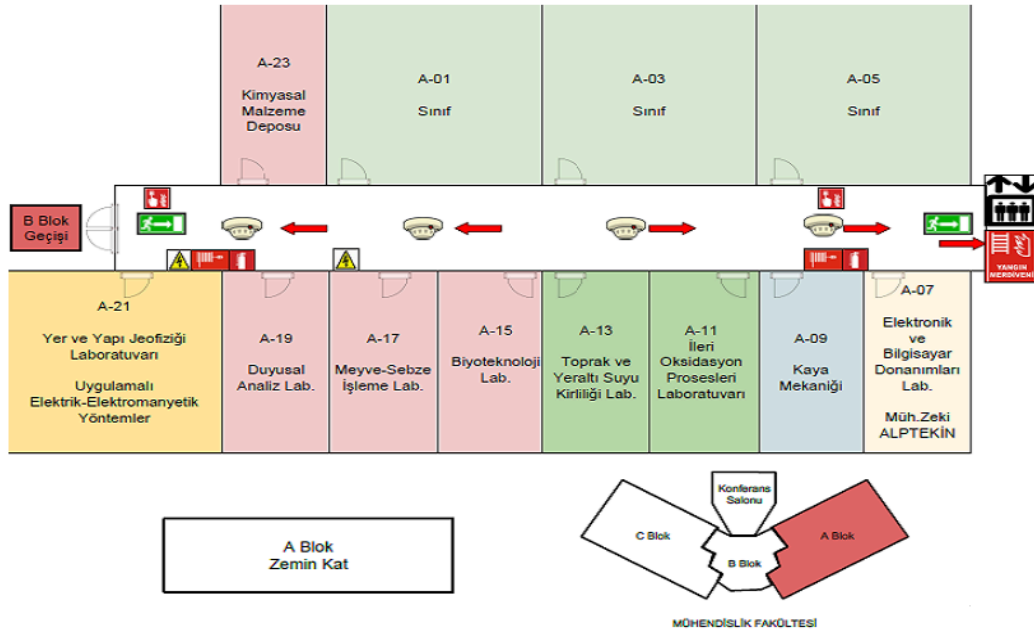 A-23
Kimyasal
Malzeme
Deposu
A-01
Sınıf
A-03
Sınıf
A-05
Sınıf
B Blok
Geçişi
YANGIN
MERDİVENİ
A-21
Yer ve Yapı Jeofiziği
Laboratuvarı
Uygulamalı
Elektrik-Elektromanyetik
Yöntemler
A-19
Duyusal
Analiz Lab.
A-17
Meyve-Sebze
İşleme Lab.
A-15
Biyoteknoloji
Lab.
A-13
Toprak ve
Yeraltı Suyu
Kirliliği Lab.
A-11
İleri
Oksidasyon
Prosesleri
Laboratuvarı
A-09
Kaya
Mekaniği
A-07
Elektronik
ve
Bilgisayar
Donanımları
Lab.
Müh.Zeki
ALPTEKİN
A Blok
Zemin Kat
Konferans
Salonu
C Blok
B Blok
A Blok
MÜHENDİSLİK FAKÜLTESİ